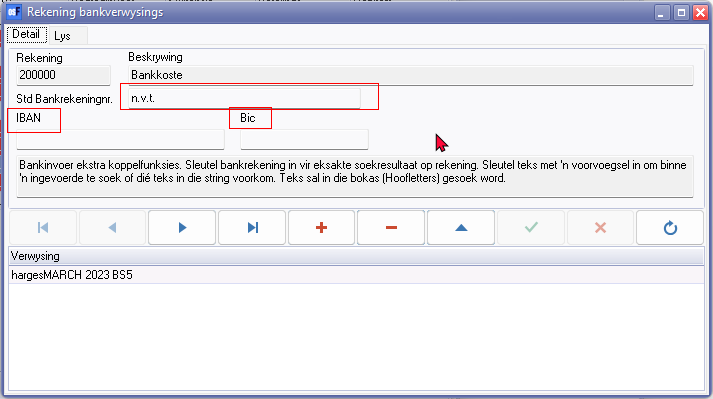 Rekening bankverwysings
Detail Lys
Rekening Beskrywing
200000 Bankkoste
Std Bankrekeningnr. n.v.t.
IBAN Bic
Bankinvoer ekstra koppelfunksies. Sleutel bankrekening in vir eksakte soekresultaat op rekening. Sleutel teks met 'n voorvoegsel in om binne
'n ingevoerde te soek of dié teks in die string voorkom. Teks sal in die bokas (Hoofletters) gesoek word.
Verwysing
hargesMARCH 2023 BS5